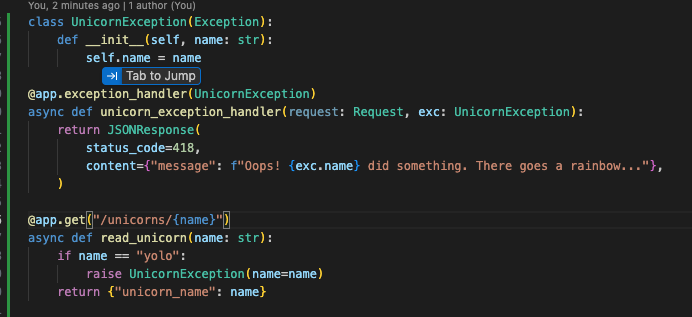 You, 2 minutes ago | 1 author (You)
class UnicornException(Exception):
    def __init__(self, name: str):
        self.name = name
Tab to Jump
@app.exception_handler(UnicornException)
async def unicorn_exception_handler(request: Request, exc: UnicornException):
    return JSONResponse(
        status_code=418,
        content={"message": f"Oops! {exc.name} did something. There goes a rainbow..."},
    )
@app.get("/unicorns/{name}")
async def read_unicorn(name: str):
    if name == "yolo":
        raise UnicornException(name=name)
    return {"unicorn_name": name}